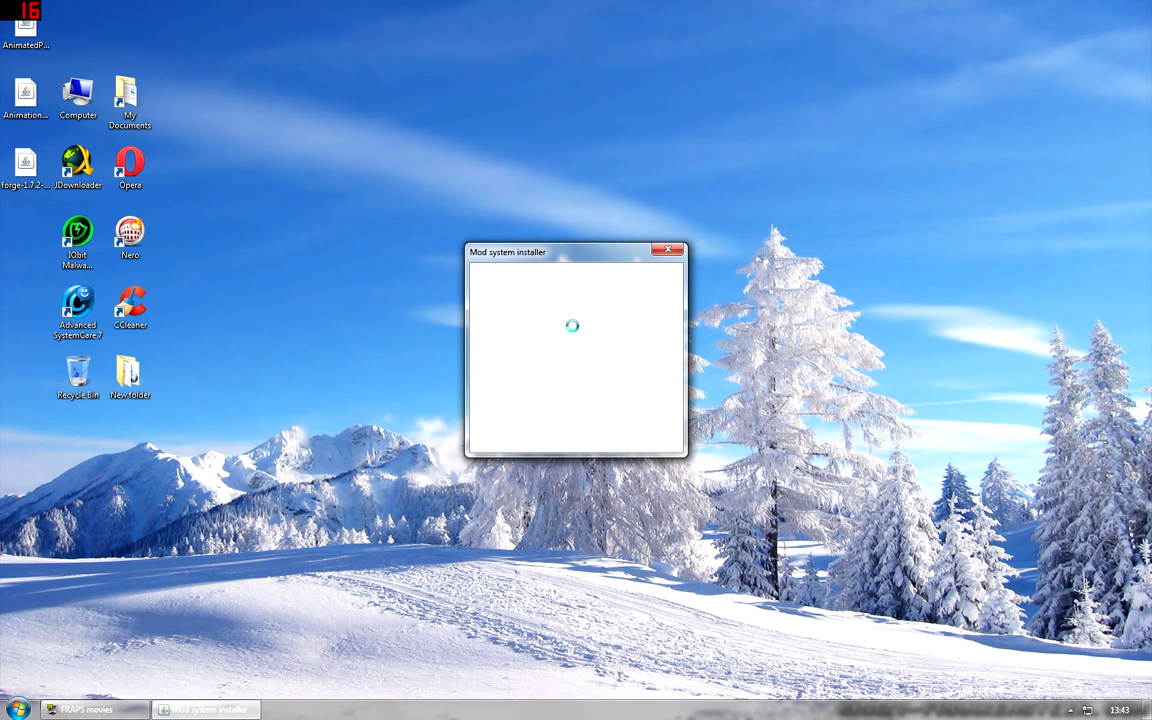 16
AnimatedP...
Animation...
Computer
My
Documents
forge-1.7.2-...
JDownloader
Opera
IObit
Malwa...
Nero
Advanced
SystemCare 7
CCleaner
Recycle Bin
New folder
Mod system installer
FRAPS movies
Mod system installer
13:43